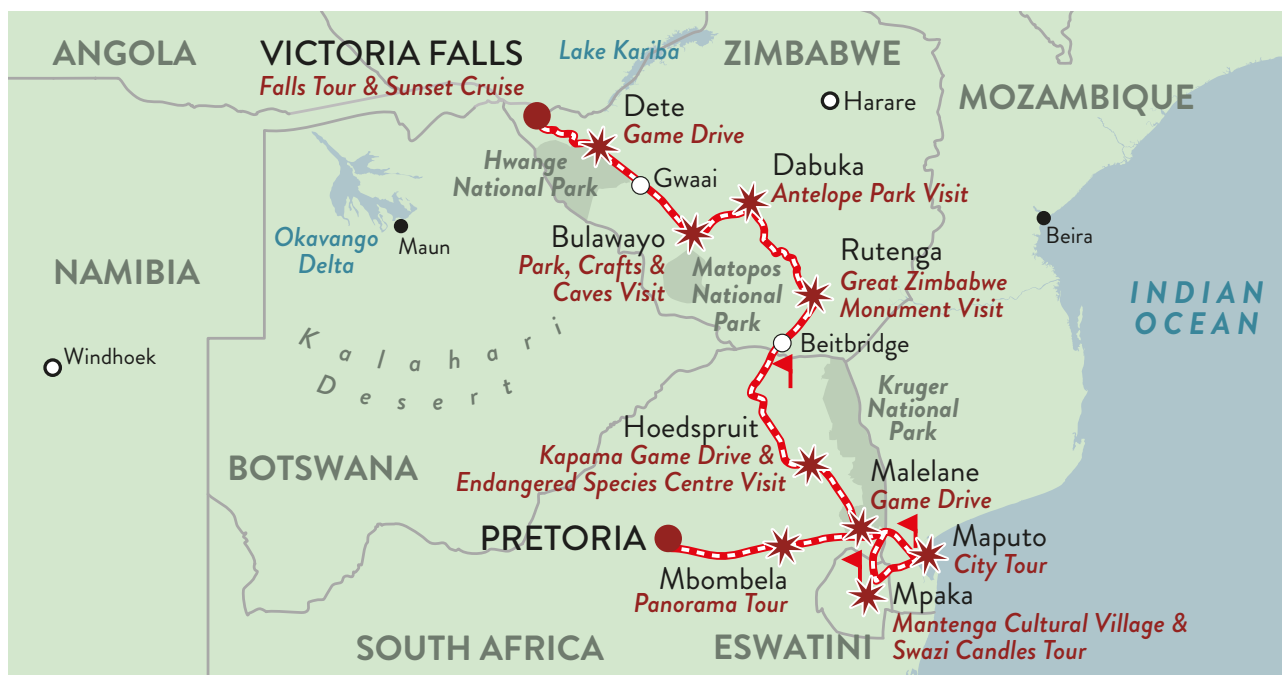 ANGOLA
VICTORIA FALLS
Falls Tour & Sunset Cruise
Lake Kariba
ZIMBABWE
Harare
MOZAMBIQUE
Dete
Game Drive
Hwange
National Park
Gwaai
Dabuka
Antelope Park Visit
Okavango
Delta
Maun
Bulawayo
Park, Crafts &
Caves Visit
Matopos
National
Park
Rutenga
Great Zimbabwe
Monument Visit
Beira
NAMIBIA
INDIAN
OCEAN
Windhoek
Kalahari
Desert
Beitbridge
Kruger
National
Park
BOTSWANA
Hoedspruit
Kapama Game Drive &
Endangered Species Centre Visit
Malelane
Game Drive
PRETORIA
Mbombela
Panorama Tour
Maputo
City Tour
Mpaka
Mantenga Cultural Village &
Swazi Candles Tour
SOUTH AFRICA
ESWATINI